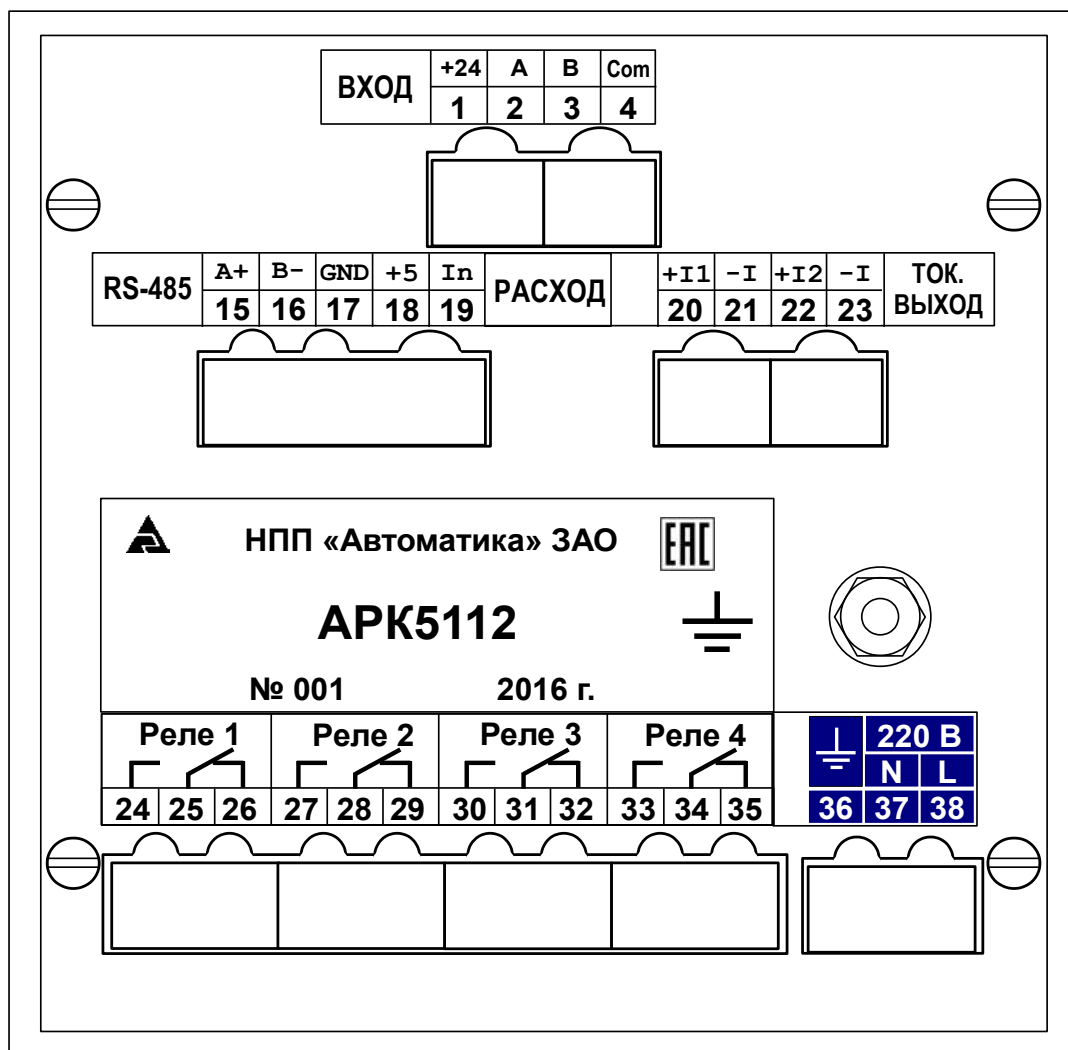 ВХОД +24 A B Com
1 2 3 4
RS-485 A+ B- GND +5 In РАСХОД +I1 -I +I2 -I ТОК. ВЫХОД
15 16 17 18 19 20 21 22 23
НПП «Автоматика» ЗАО EAC
АРК5112
№ 001 2016 г.
Реле 1 Реле 2 Реле 3 Реле 4 220 В
N L
24 25 26 27 28 29 30 31 32 33 34 35 36 37 38